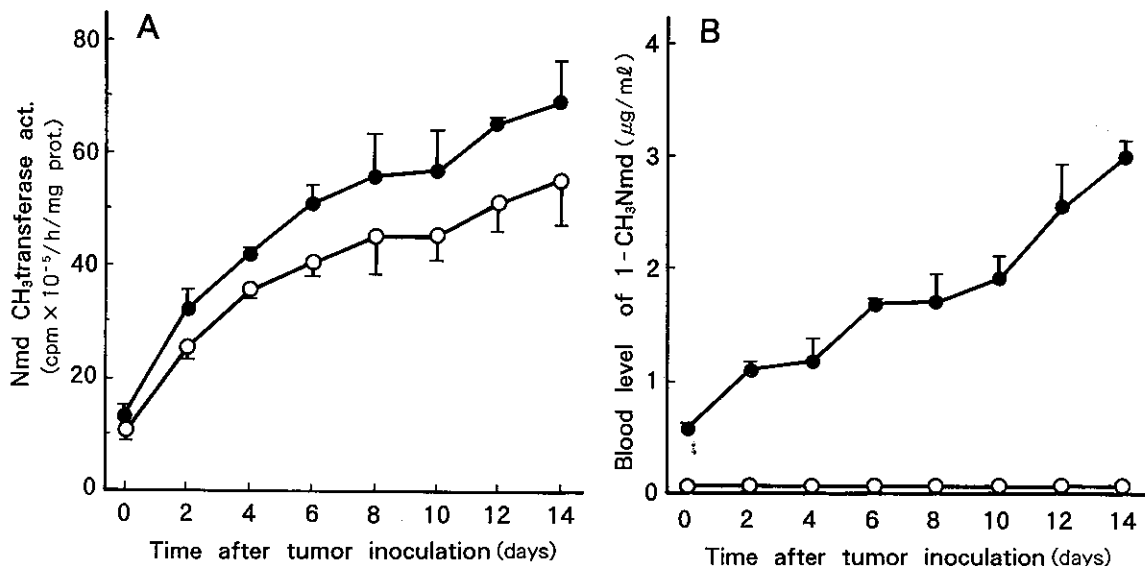 A
Nmd CH₃transferase act.
(cpm × 10⁻⁵/h/mg prot.)
80
60
40
20
0
0 2 4 6 8 10 12 14
Time after tumor inoculation (days)
B
Blood level of 1-CH₃Nmd (μg/mℓ)
4
3
2
1
0
0 2 4 6 8 10 12 14
Time after tumor inoculation (days)